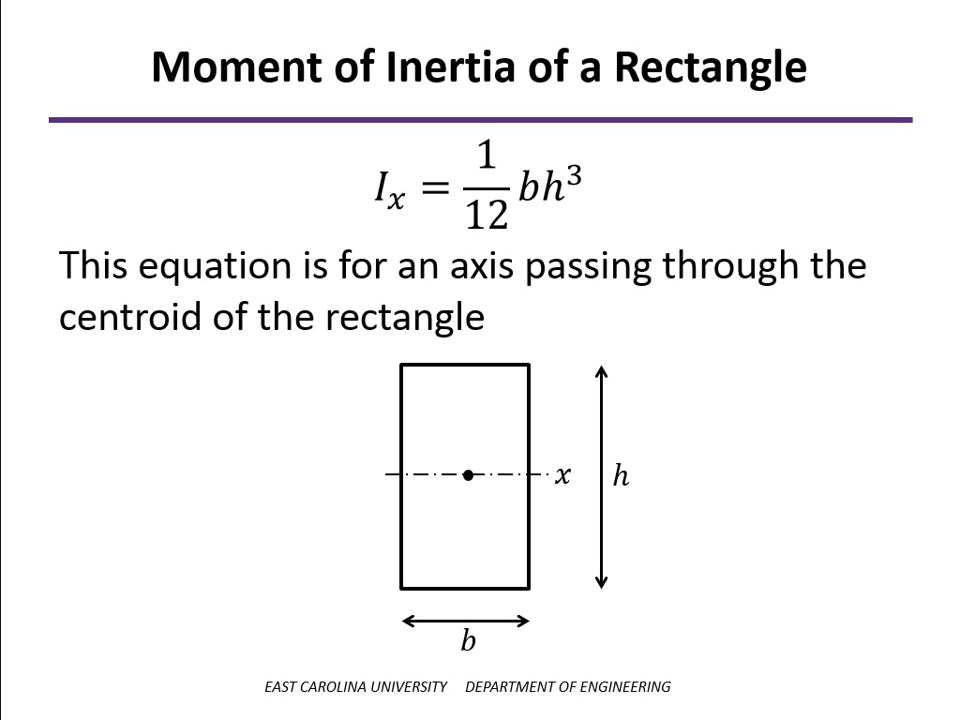 Moment of Inertia of a Rectangle
I_x = \frac{1}{12} bh^3
This equation is for an axis passing through the
centroid of the rectangle
x
h
b
EAST CAROLINA UNIVERSITY DEPARTMENT OF ENGINEERING